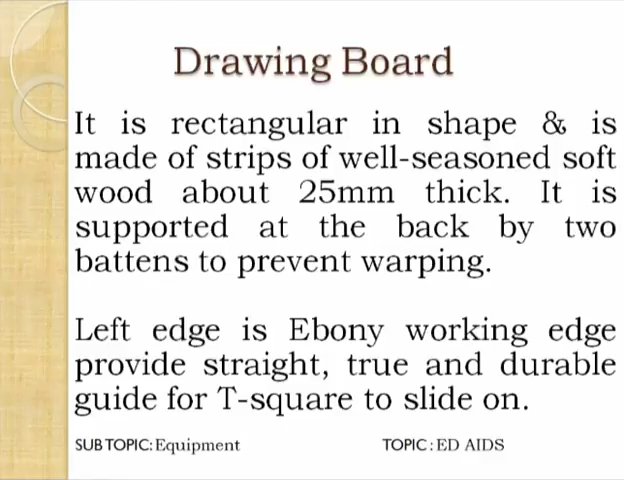 Drawing Board
It is rectangular in shape & is
made of strips of well-seasoned soft
wood about 25mm thick. It is
supported at the back by two
battens to prevent warping.
Left edge is Ebony working edge
provide straight, true and durable
guide for T-square to slide on.
SUB TOPIC: Equipment TOPIC : ED AIDS